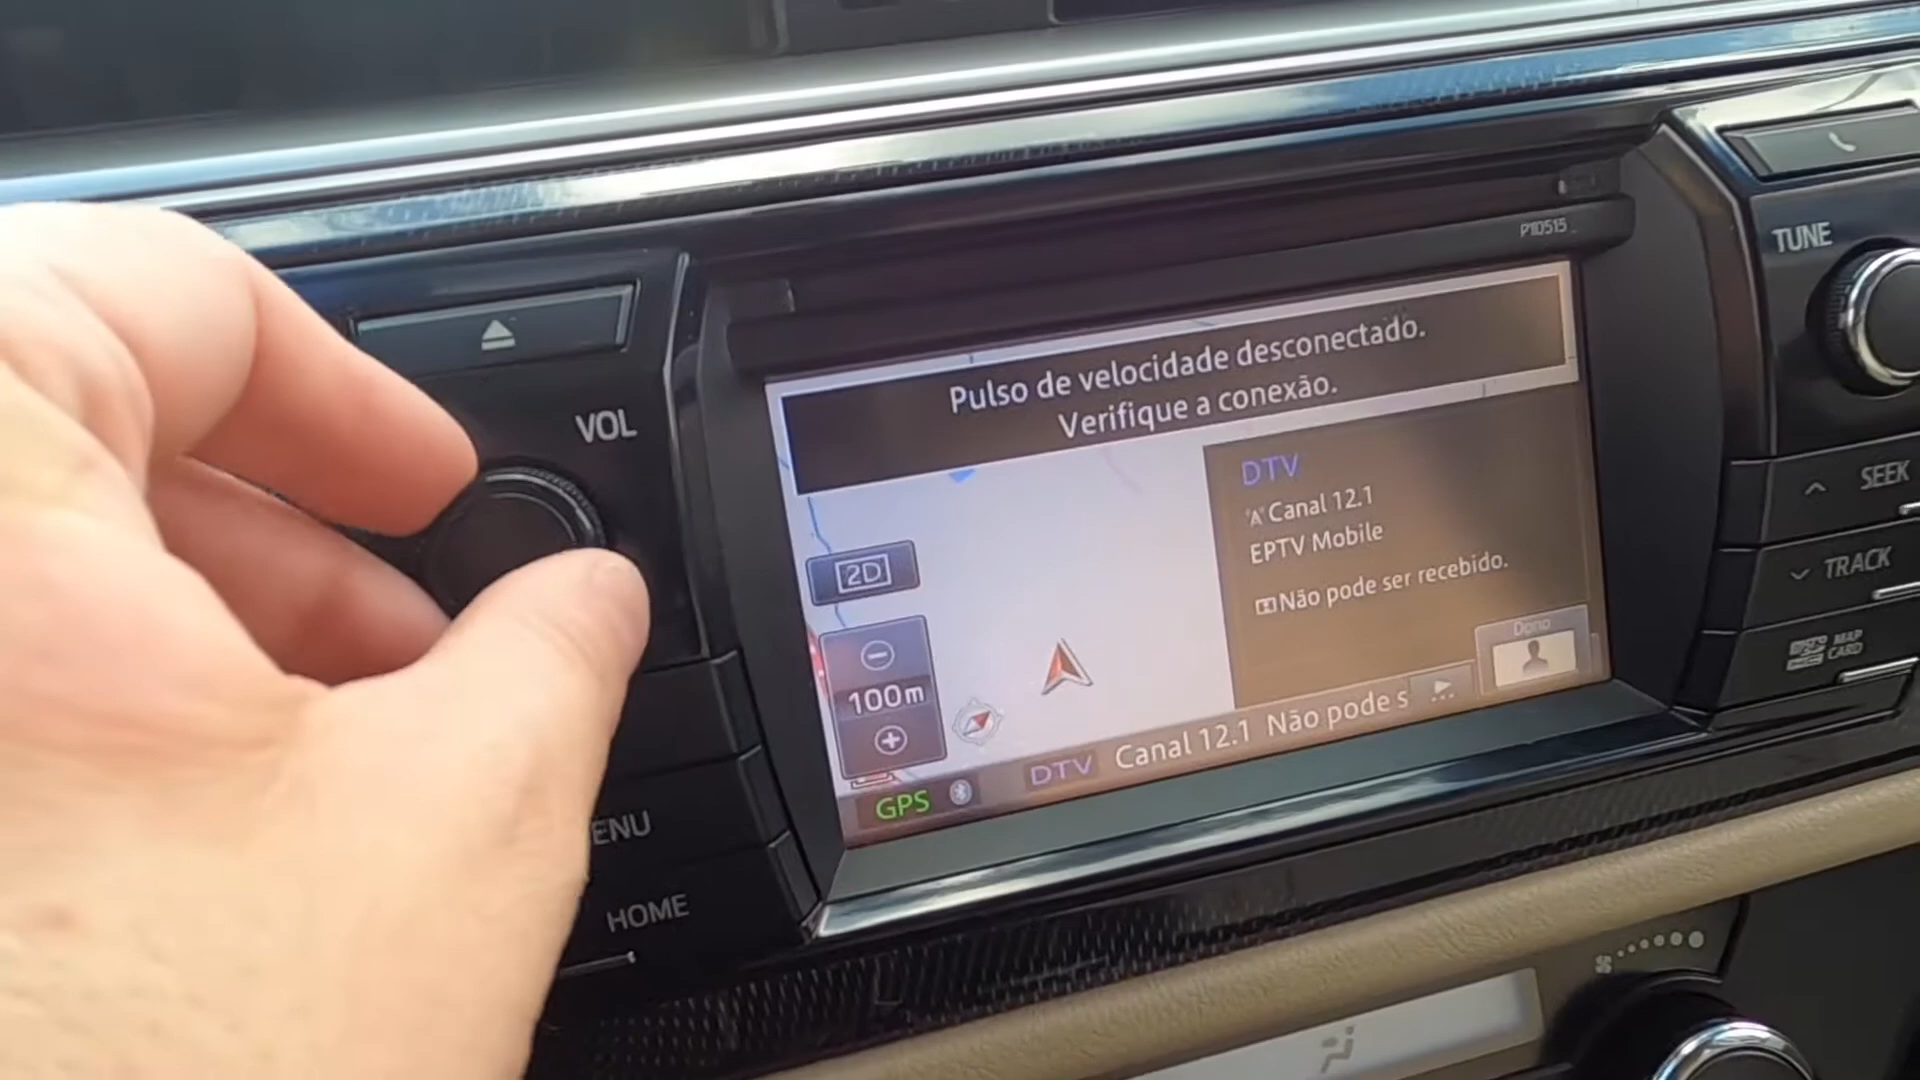 P10515
TUNE
VOL
Pulso de velocidade desconectado.
Verifique a conexão.
DTV
Canal 12.1
EPTV Mobile
Não pode ser recebido.
2D
100m
Dono
GPS
DTV Canal 12.1 Não pode s
SEEK
TRACK
MAP
CARD
ENU
HOME